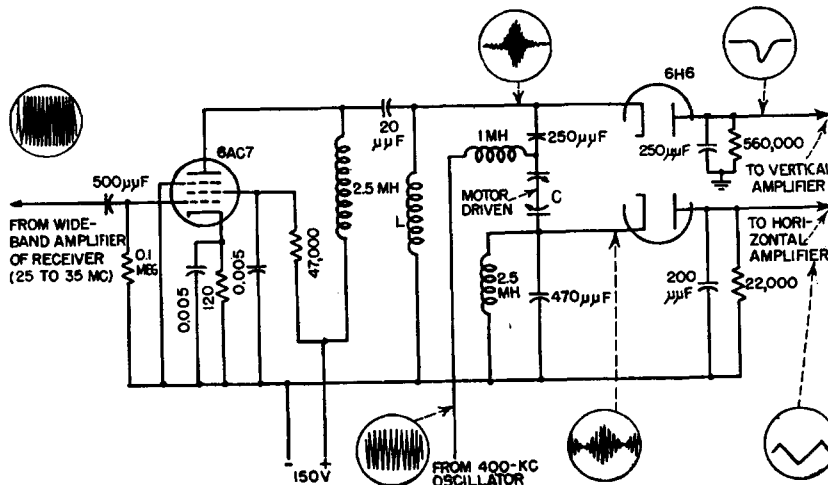 6H6
20
μμF
1 MH
250μμF
250μμF
560,000
6AC7
500μμF
2.5 MH
L
MOTOR
DRIVEN
C
TO VERTICAL
AMPLIFIER
FROM WIDE-
BAND AMPLIFIER
OF RECEIVER
(25 TO 35 MC)
0.1
MEG
0.005
120
0.005
47,000
2.5
MH
470μμF
200
μμF
22,000
TO HORI-
ZONTAL
AMPLIFIER
-
+
150V
FROM 400-KC
OSCILLATOR